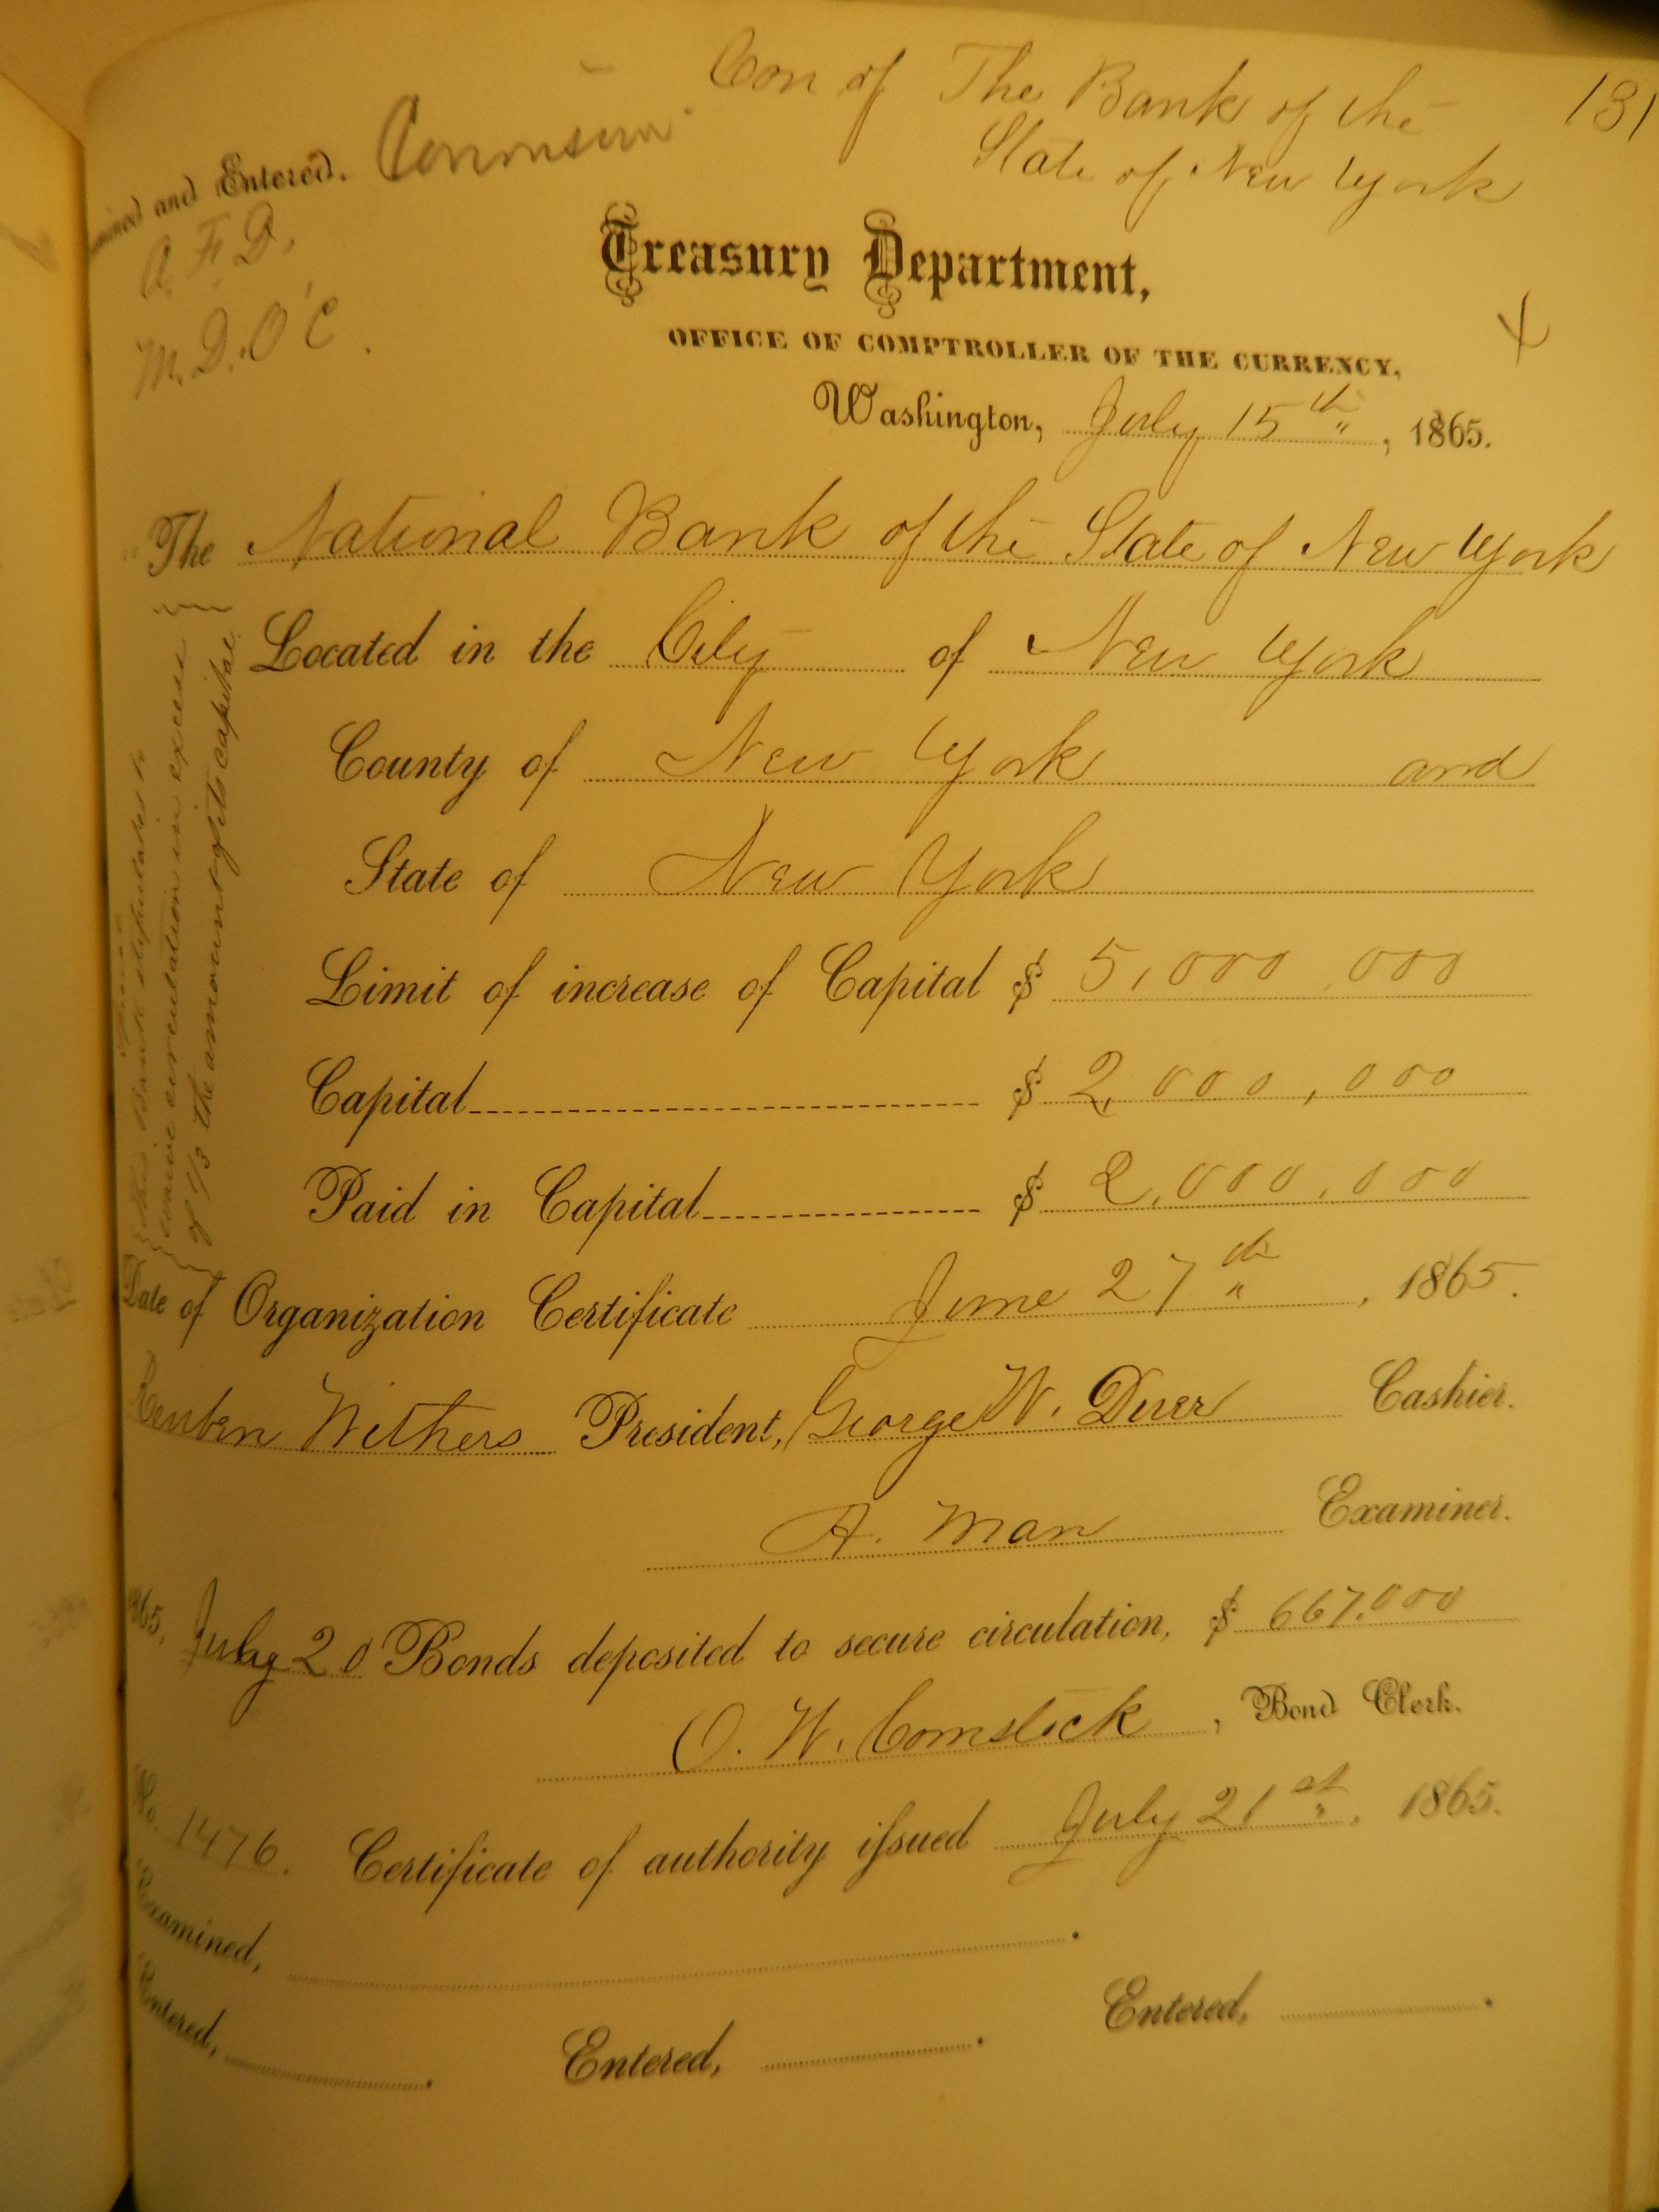 Con of The Bank of the
State of New York
131
and Entered. Conversion
A. F. D.
M. D. O'C.
Treasury Department,
OFFICE OF COMPTROLLER OF THE CURRENCY,
Washington, July 15th, 1865.
The National Bank of the State of New York
Located in the City of New York
County of New York and
State of New York
Limit of increase of Capital $ 5,000,000
Capital $ 2,000,000
Paid in Capital $ 2,000,000
This Bank stipulates to
waive circulation in excess
of 1/3 the amount of its capital.
Date of Organization Certificate June 27th, 1865.
Reuben Withers President, George W. Duer Cashier.
A. Man Examiner.
1865. July 20 Bonds deposited to secure circulation, $ 667,000
O. W. Comstock, Bond Clerk.
No. 1476. Certificate of authority issued July 21st, 1865.
Examined,
Entered, Entered, Entered,